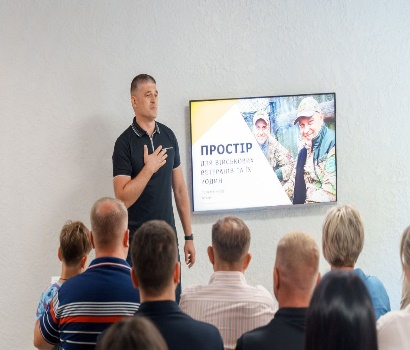 ПРОСТІР
ДЛЯ ВІЙСЬКОВИХ
ВЕТЕРАНІВ ТА ЇХ
РОДИН